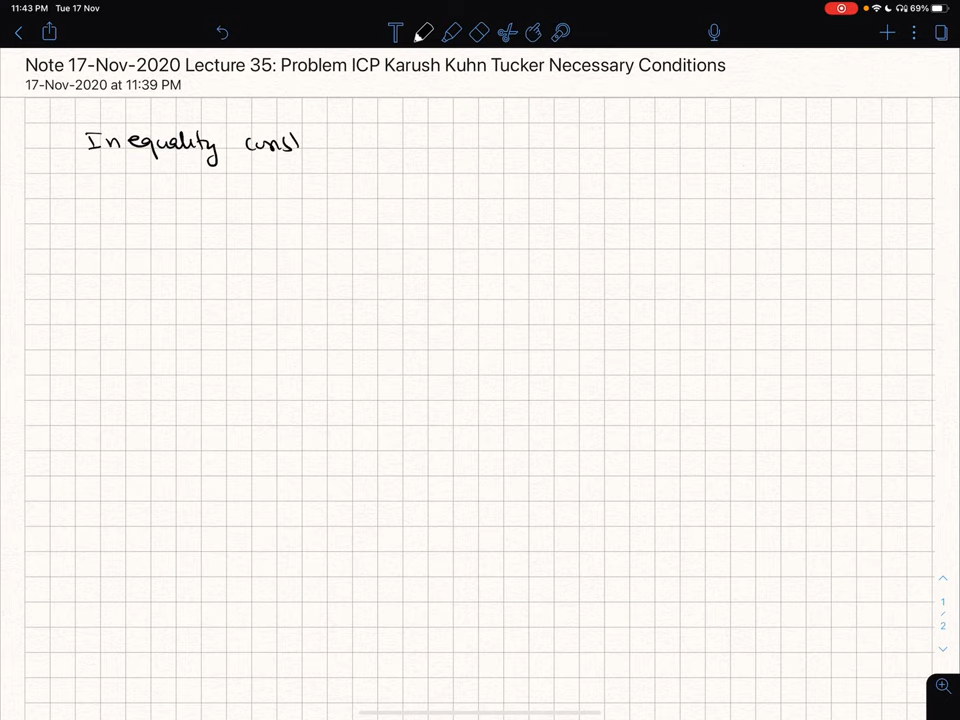 11:43 PM Tue 17 Nov 69%
Note 17-Nov-2020 Lecture 35: Problem ICP Karush Kuhn Tucker Necessary Conditions
17-Nov-2020 at 11:39 PM
Inequality const
1
/
2